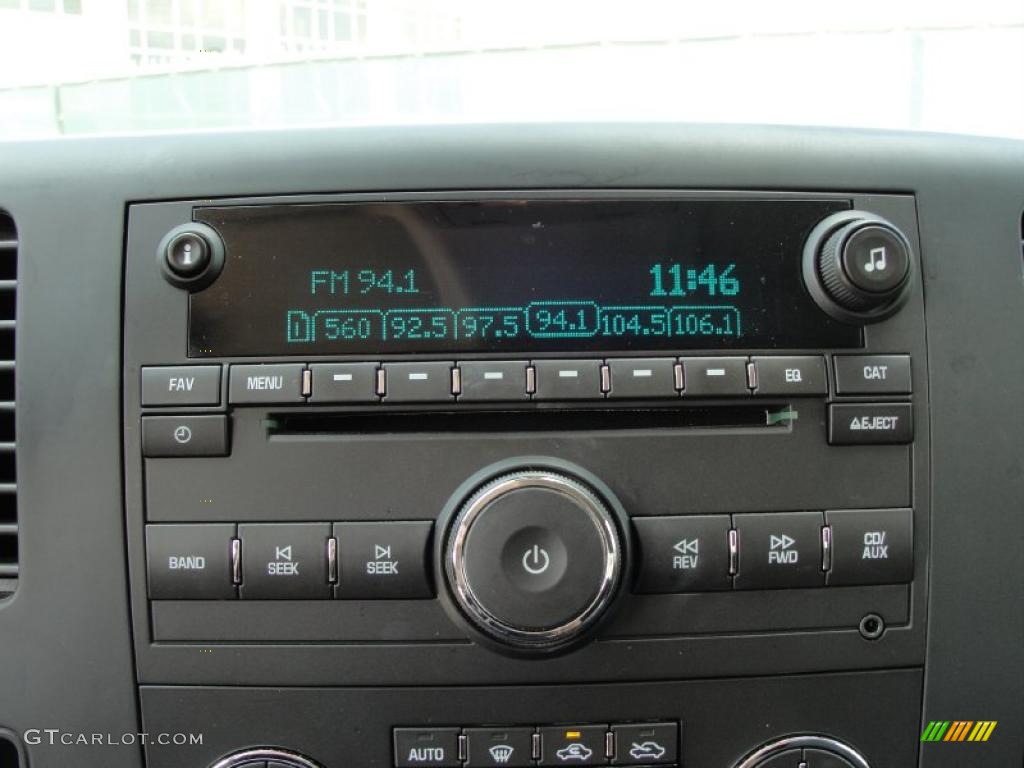 i
FM 94.1 11:46
1 560 92.5 97.5 94.1 104.5 106.1
FAV MENU EQ CAT
EJECT
BAND SEEK SEEK REV FWD CD/
AUX
AUTO
GTCARLOT.COM